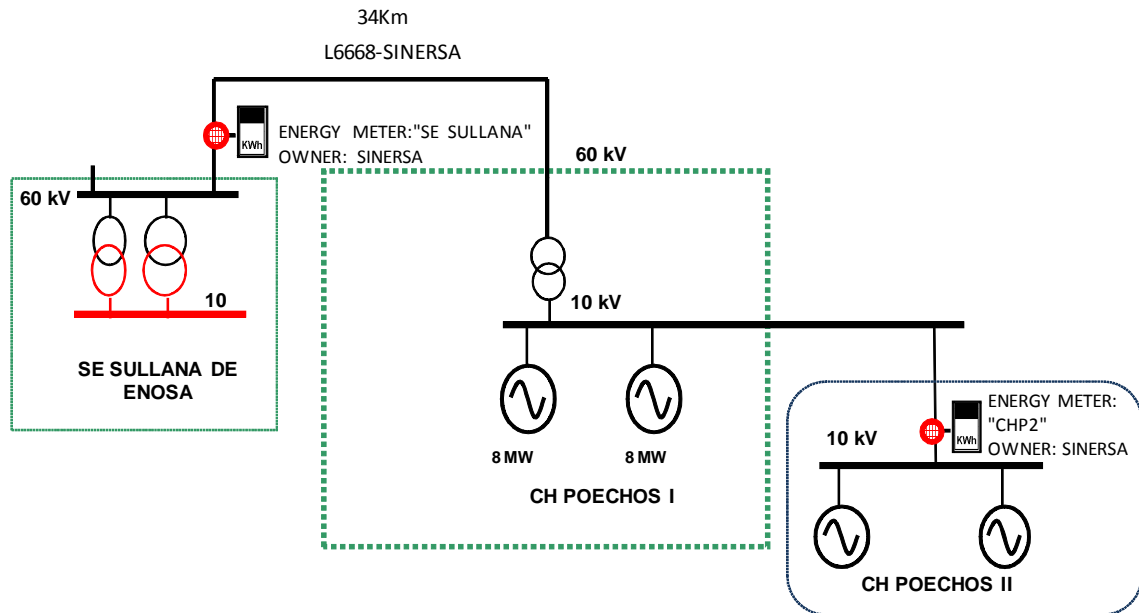 34Km
L6668-SINERSA
KWh
ENERGY METER:"SE SULLANA"
OWNER: SINERSA
60 kV
60 kV
10
SE SULLANA DE
ENOSA
10 kV
8 MW
8 MW
CH POECHOS I
ENERGY METER:
"CHP2"
OWNER: SINERSA
KWh
10 kV
CH POECHOS II